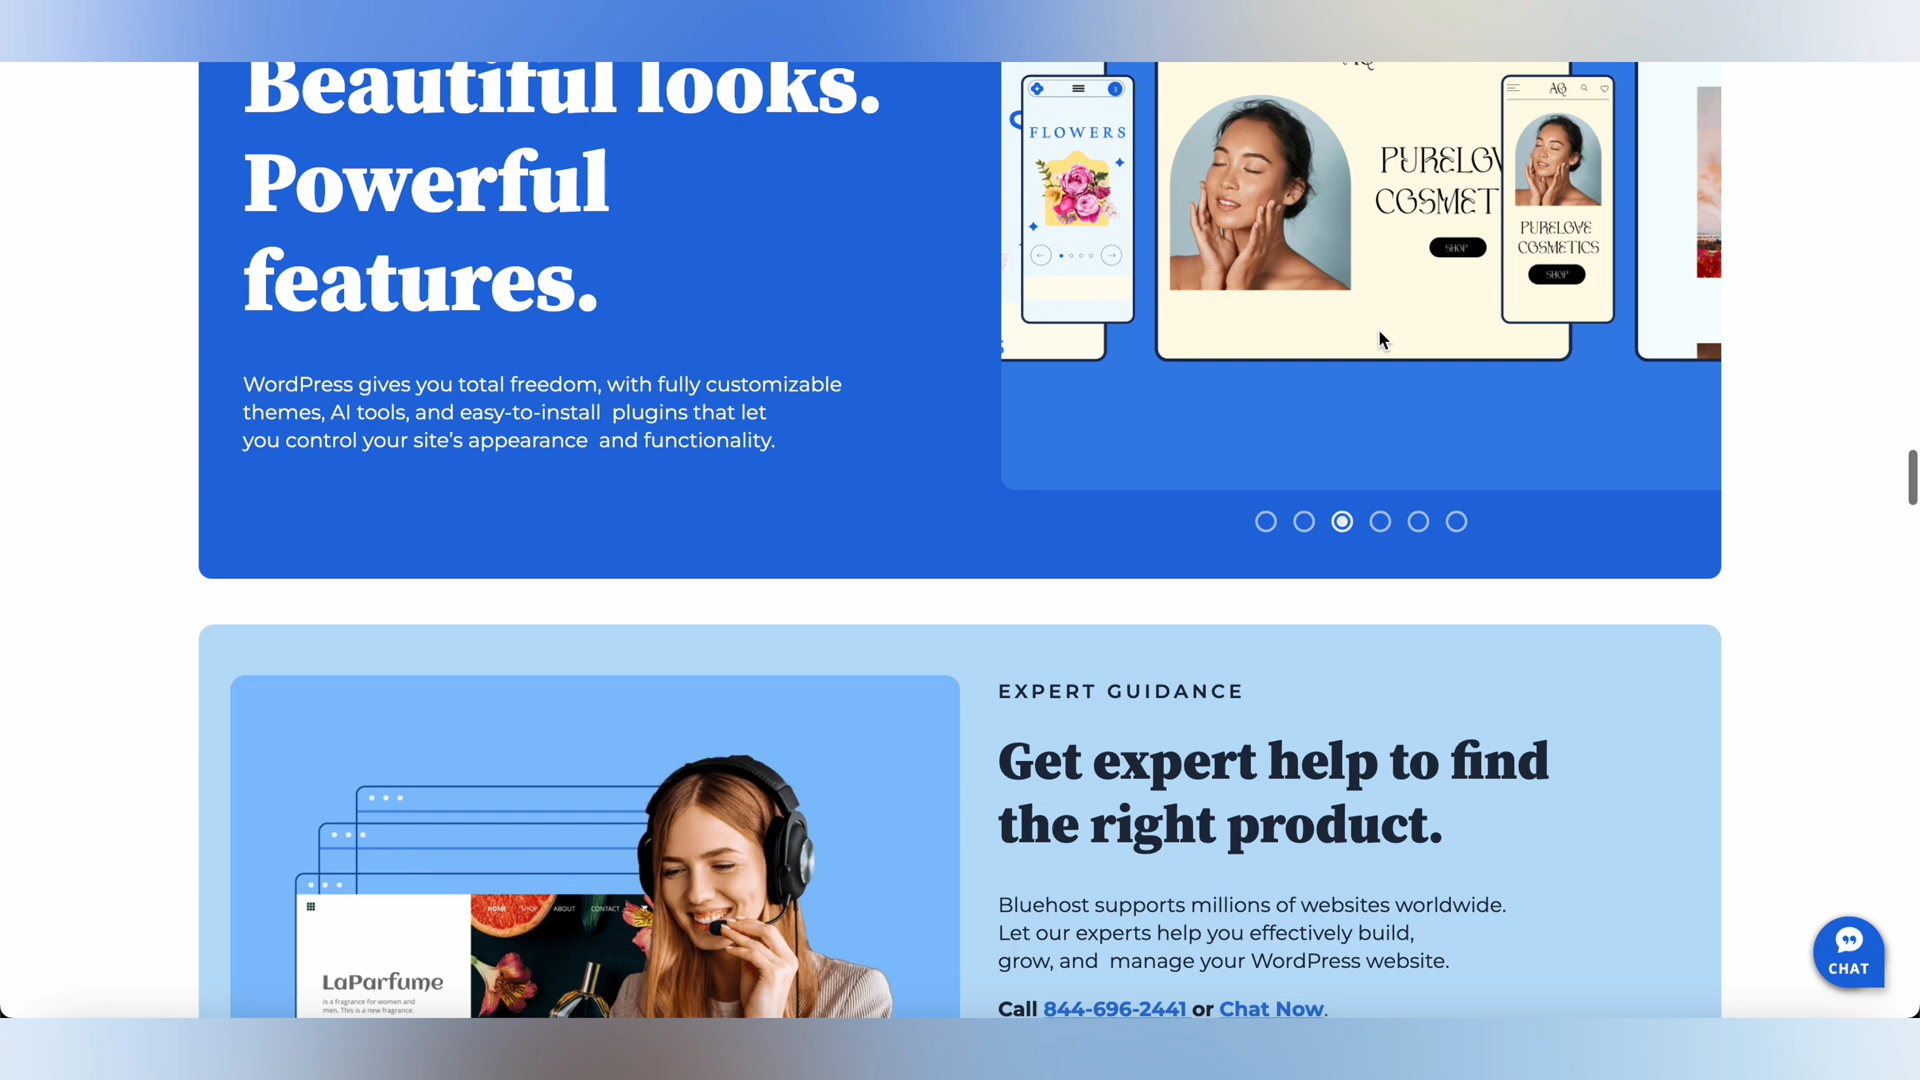 Beautiful looks.
Powerful
features.
WordPress gives you total freedom, with fully customizable
themes, AI tools, and easy-to-install plugins that let
you control your site's appearance and functionality.
3
FLOWERS
AQ
PURELOV
COSMET
SHOP
AQ
PURELOVE
COSMETICS
SHOP
EXPERT GUIDANCE
Get expert help to find
the right product.
Bluehost supports millions of websites worldwide.
Let our experts help you effectively build,
grow, and manage your WordPress website.
Call 844-696-2441 or Chat Now.
HOME SHOP ABOUT CONTACT
LaParfume
is a fragrance for women and
men. This is a new fragrance.
CHAT